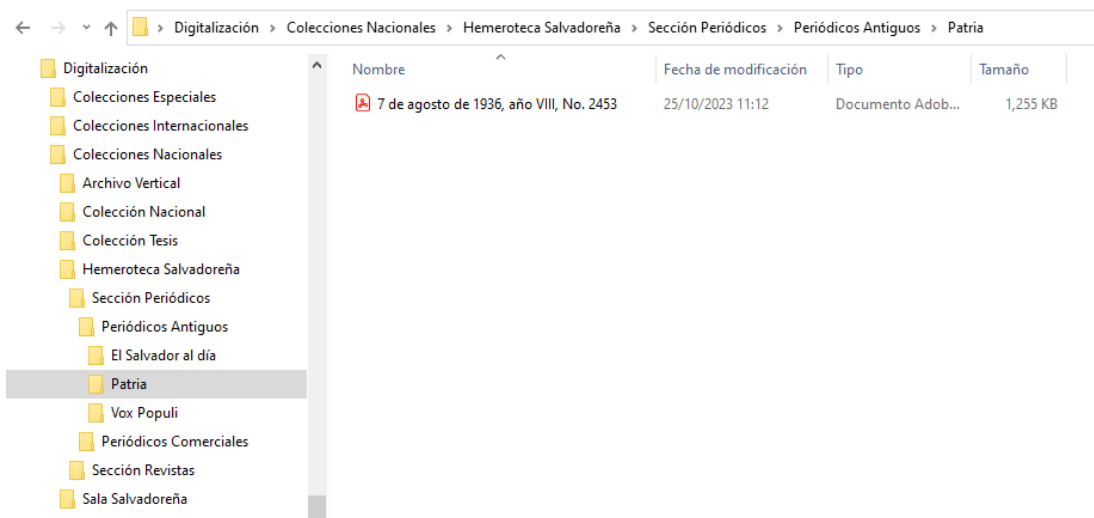 Digitalización > Colecciones Nacionales > Hemeroteca Salvadoreña > Sección Periódicos > Periódicos Antiguos > Patria
Digitalización
Colecciones Especiales
Colecciones Internacionales
Colecciones Nacionales
Archivo Vertical
Colección Nacional
Colección Tesis
Hemeroteca Salvadoreña
Sección Periódicos
Periódicos Antiguos
El Salvador al día
Patria
Vox Populi
Periódicos Comerciales
Sección Revistas
Sala Salvadoreña
Nombre Fecha de modificación Tipo Tamaño
7 de agosto de 1936, año VIII, No. 2453 25/10/2023 11:12 Documento Adob... 1,255 KB